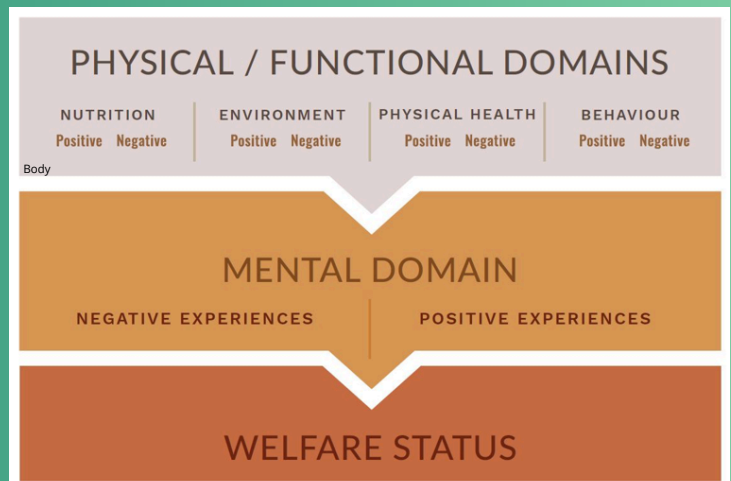 PHYSICAL / FUNCTIONAL DOMAINS
NUTRITION ENVIRONMENT PHYSICAL HEALTH BEHAVIOUR
Positive Negative Positive Negative Positive Negative Positive Negative
Body
MENTAL DOMAIN
NEGATIVE EXPERIENCES POSITIVE EXPERIENCES
WELFARE STATUS